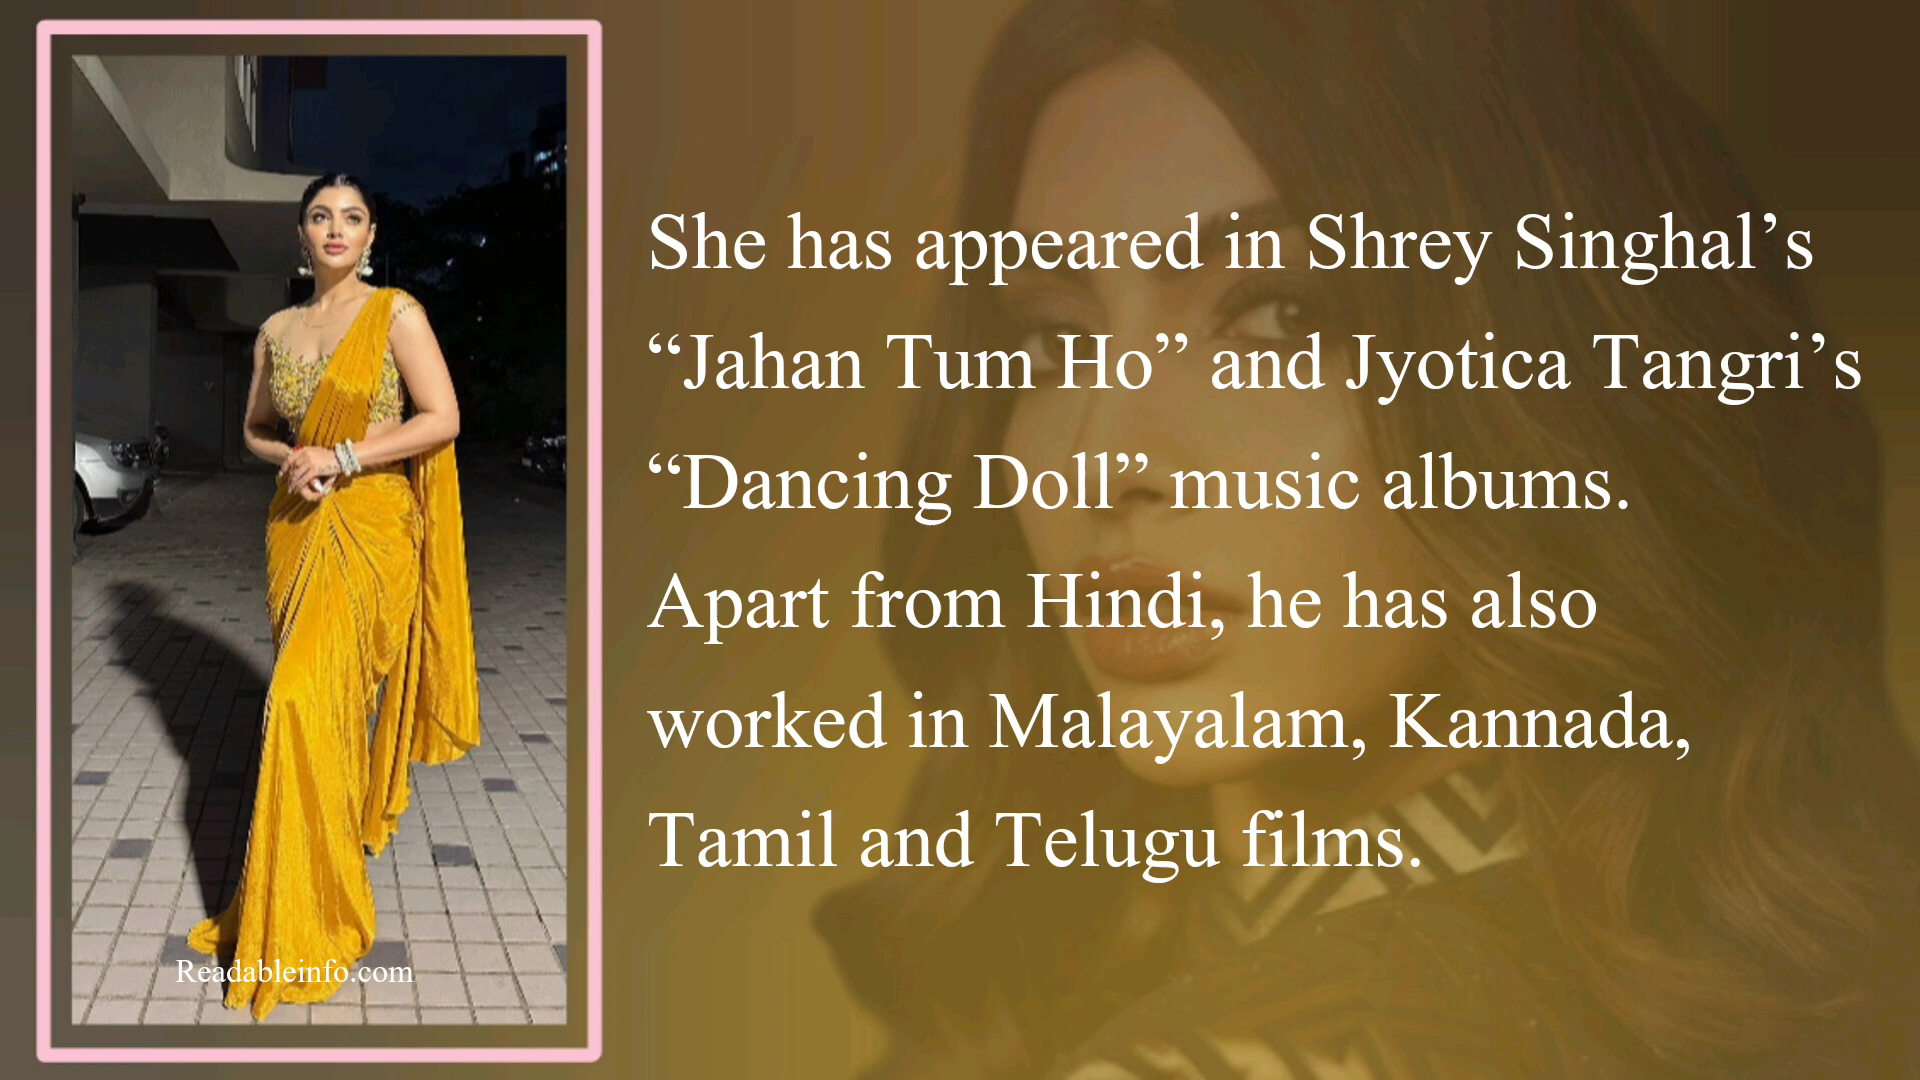 She has appeared in Shrey Singhal’s
“Jahan Tum Ho” and Jyotica Tangri’s
“Dancing Doll” music albums.
Apart from Hindi, he has also
worked in Malayalam, Kannada,
Tamil and Telugu films.
Readableinfo.com